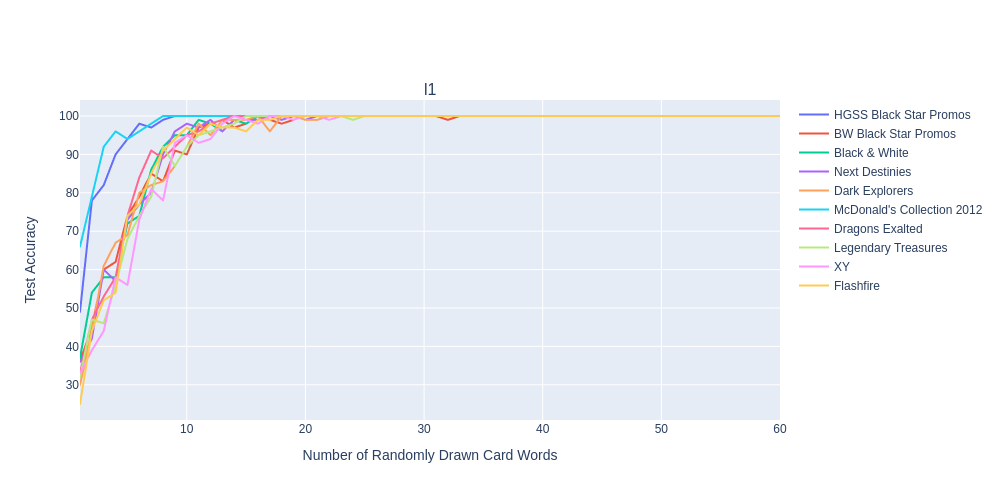 l1
100
90
80
70
60
50
40
30
Test Accuracy
10
20
30
40
50
60
Number of Randomly Drawn Card Words
HGSS Black Star Promos
BW Black Star Promos
Black & White
Next Destinies
Dark Explorers
McDonald's Collection 2012
Dragons Exalted
Legendary Treasures
XY
Flashfire